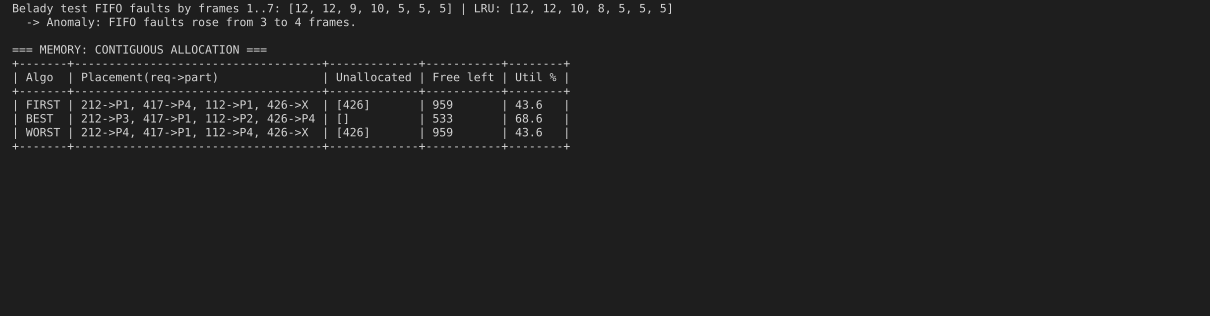 Belady test FIFO faults by frames 1..7: [12, 12, 9, 10, 5, 5, 5] | LRU: [12, 12, 10, 8, 5, 5, 5]
  -> Anomaly: FIFO faults rose from 3 to 4 frames.

=== MEMORY: CONTIGUOUS ALLOCATION ===
+-------+------------------------------------+-------------+-----------+--------+
| Algo  | Placement(req->part)               | Unallocated | Free left | Util % |
+-------+------------------------------------+-------------+-----------+--------+
| FIRST | 212->P1, 417->P4, 112->P1, 426->X  | [426]       | 959       | 43.6   |
| BEST  | 212->P3, 417->P1, 112->P2, 426->P4 | []          | 533       | 68.6   |
| WORST | 212->P4, 417->P1, 112->P4, 426->X  | [426]       | 959       | 43.6   |
+-------+------------------------------------+-------------+-----------+--------+